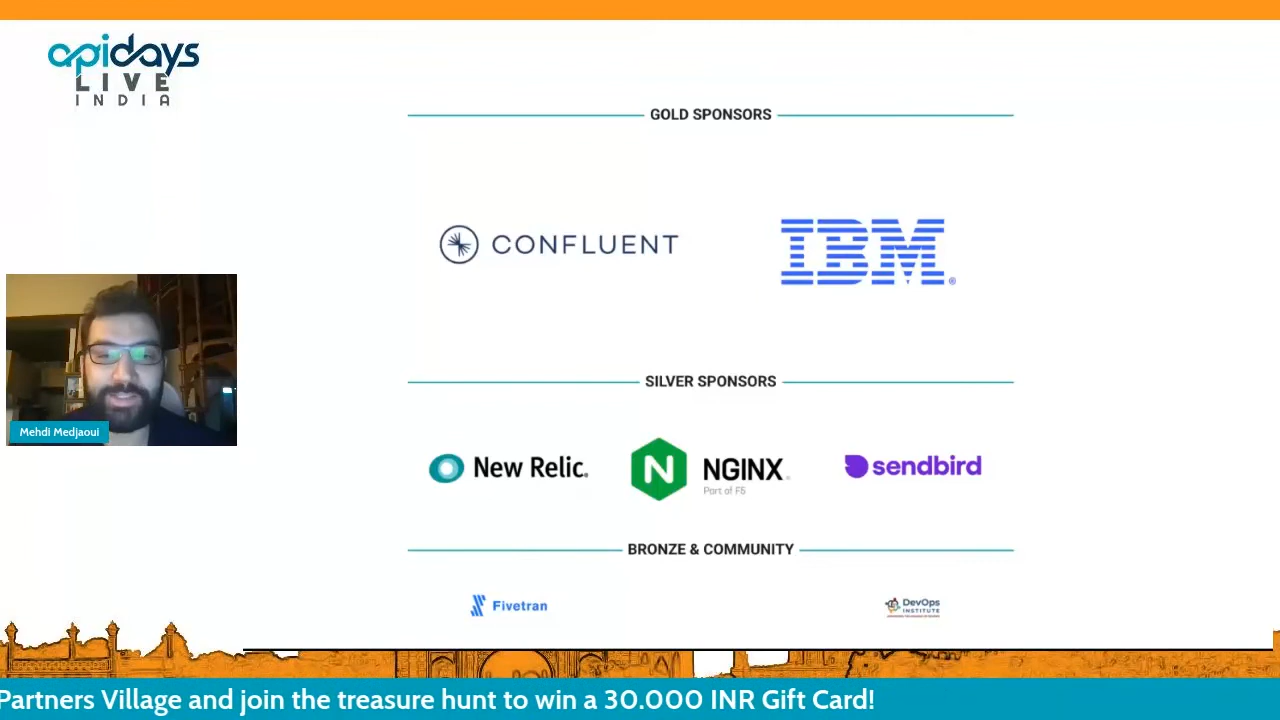 apidays
LIVE
INDIA
GOLD SPONSORS
CONFLUENT
IBM®
SILVER SPONSORS
New Relic®
NGINX®
Part of F5
sendbird
BRONZE & COMMUNITY
Fivetran
DevOps
INSTITUTE
Mehdi Medjaoui
Partners Village and join the treasure hunt to win a 30.000 INR Gift Card!